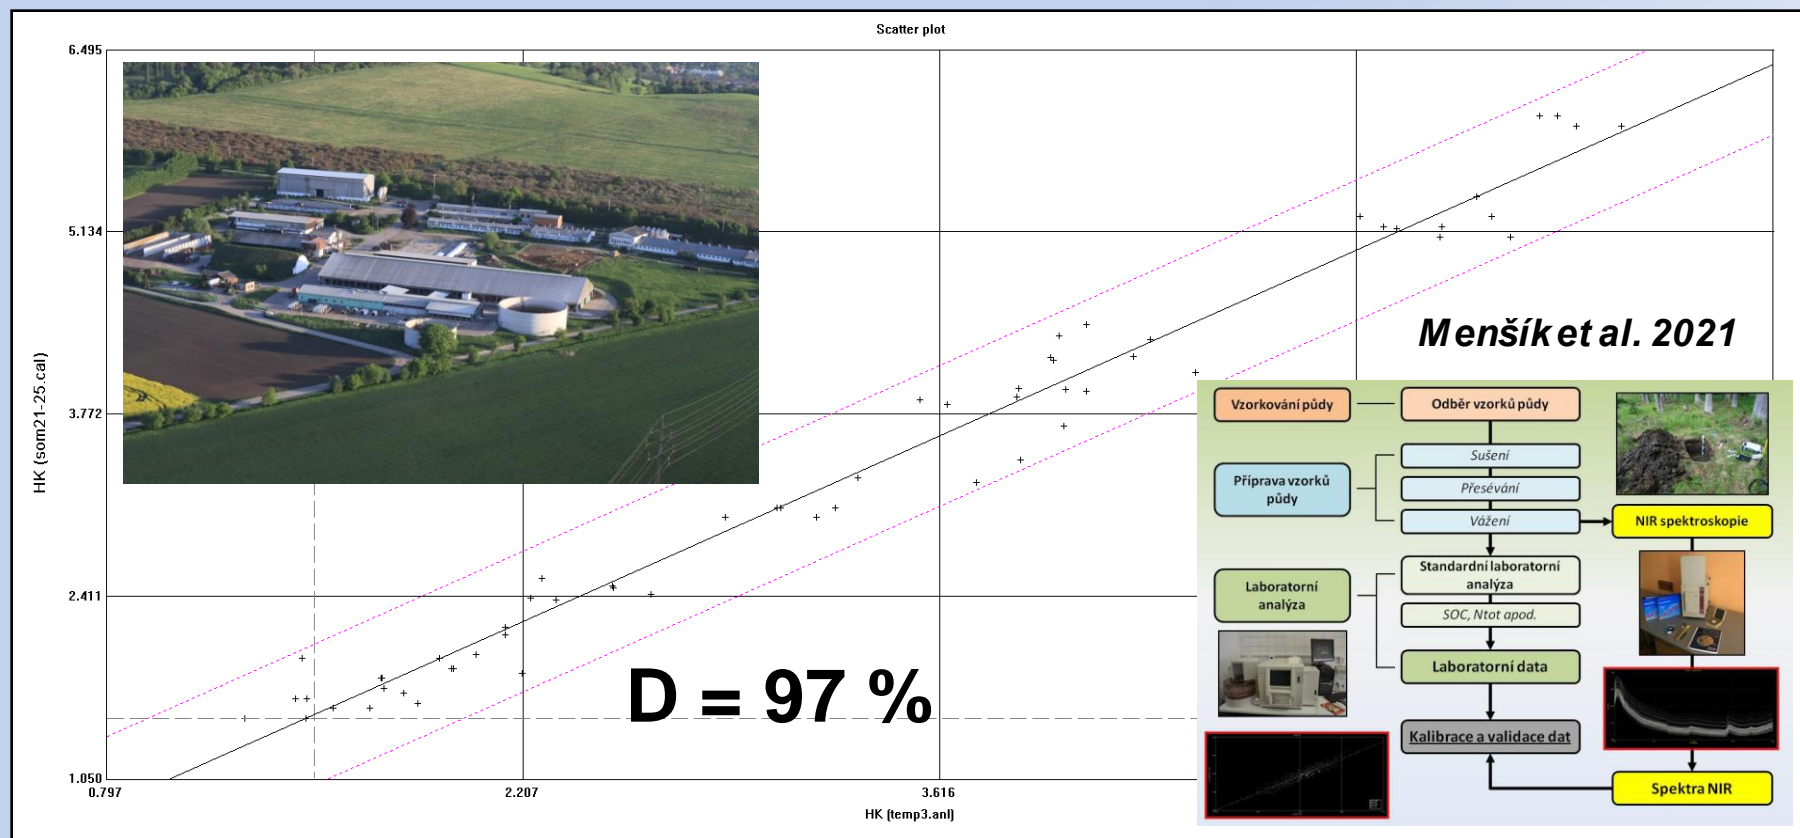 Scatter plot
6.495
5.134
3.772
2.411
1.050
HK (som21-25.cal)
0.797
2.207
3.616
HK (temp3.anl)
D = 97 %
Menšík et al. 2021
Vzorkování půdy
Odběr vzorků půdy
Sušení
Příprava vzorků
půdy
Přesévání
Vážení
NIR spektroskopie
Standardní laboratorní
analýza
Laboratorní
analýza
SOC, Ntot apod.
Laboratorní data
Kalibrace a validace dat
Spektra NIR